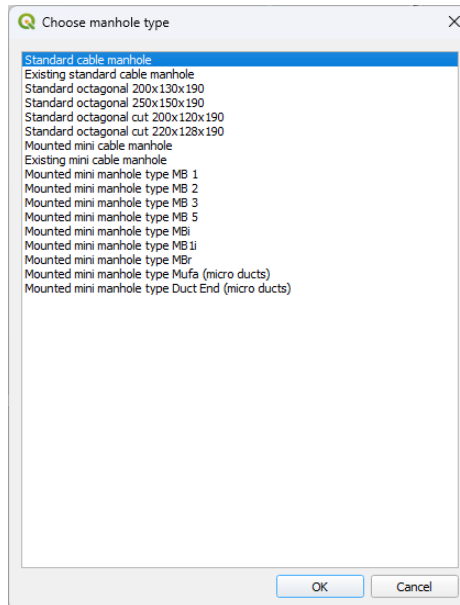 Choose manhole type
Standard cable manhole
Existing standard cable manhole
Standard octagonal 200x130x190
Standard octagonal 250x150x190
Standard octagonal cut 200x120x190
Standard octagonal cut 220x128x190
Mounted mini cable manhole
Existing mini cable manhole
Mounted mini manhole type MB 1
Mounted mini manhole type MB 2
Mounted mini manhole type MB 3
Mounted mini manhole type MB 5
Mounted mini manhole type MBi
Mounted mini manhole type MB1i
Mounted mini manhole type MBr
Mounted mini manhole type Mufa (micro ducts)
Mounted mini manhole type Duct End (micro ducts)
OK Cancel